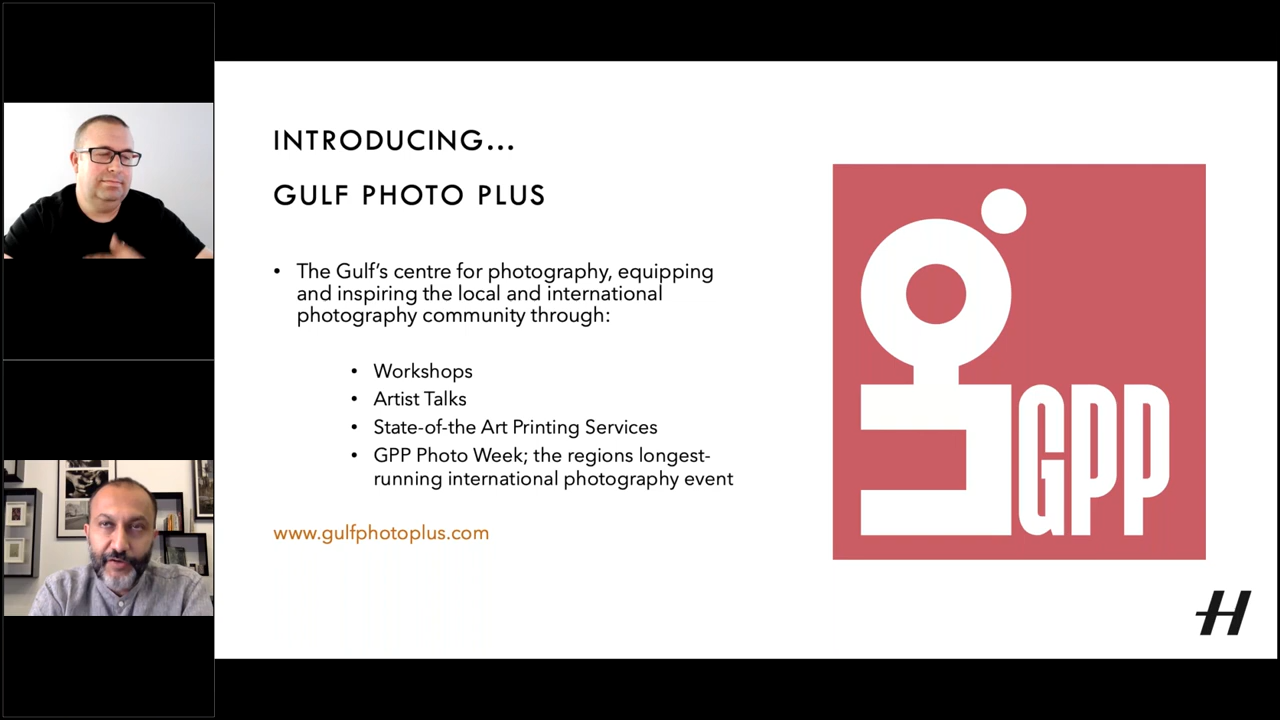 INTRODUCING...
GULF PHOTO PLUS
• The Gulf’s centre for photography, equipping
and inspiring the local and international
photography community through:
• Workshops
• Artist Talks
• State-of-the Art Printing Services
• GPP Photo Week; the regions longest-
running international photography event
www.gulfphotoplus.com
GPP
H